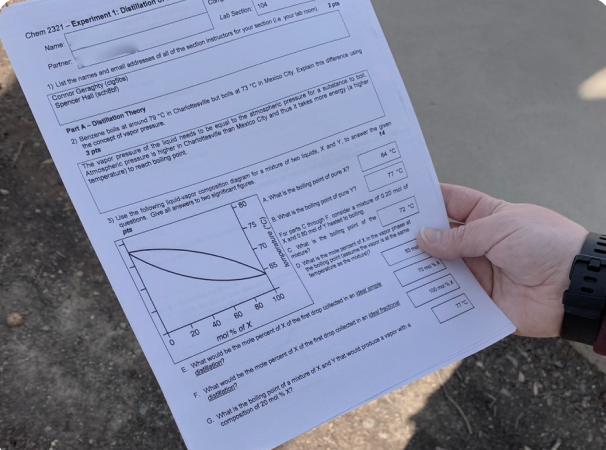 Chem 2321 – Experiment 1: Distillation
Name:
Partner:
Lab Section: 104
2 pts
1) List the names and email addresses of all of the section instructors for your section (i.e. your lab room)
Connor Geraghty (clgf5bs)
Spencer Hall
Part A – Distillation Theory
2) Benzene boils at around 79 °C in Charlottesville but boils at 73 °C in Mexico City. Explain this difference using
the concept of vapor pressure.
3 pts
The vapor pressure of the liquid needs to be equal to the atmospheric pressure for a substance to boil.
Atmospheric pressure is higher in Charlottesville than Mexico City and thus it takes more energy (a higher
temperature) to reach boiling point.
3) Use the following liquid-vapor composition diagram for a mixture of two liquids, X and Y, to answer the given
questions. Give all answers to two significant figures.
14
pts
80
75
70
65
temperature (°C)
0 20 40 60 80 100
mol % of X
A. What is the boiling point of pure X?
64 °C
B. What is the boiling point of pure Y?
77 °C
For parts C through F, consider a mixture of 0.20 mol of
X and 0.80 mol of Y heated to boiling.
C. What is the boiling point of the
mixture?
72 °C
D. What is the mole percent of X in the vapor phase at
the boiling point (assume the vapor is at the same
temperature as the mixture)?
E. What would be the mole percent of X of the first drop collected in an ideal simple
distillation?
70 mol % X
F. What would be the mole percent of X of the first drop collected in an ideal fractional
distillation?
100 mol % X
G. What is the boiling point of a mixture of X and Y that would produce a vapor with a
composition of 20 mol % X?
77 °C